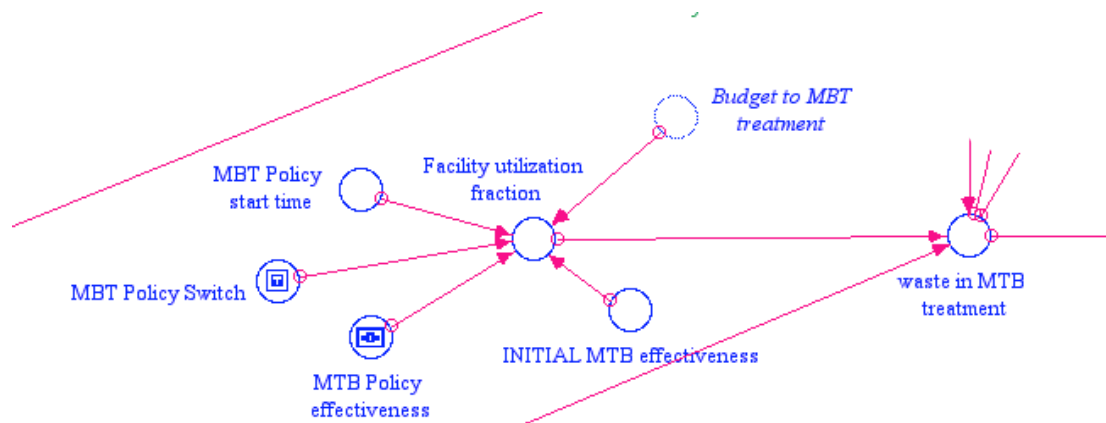 Budget to MBT
treatment
Facility utilization
fraction
MBT Policy
start time
MBT Policy Switch
waste in MTB
treatment
INITIAL MTB effectiveness
MTB Policy
effectiveness